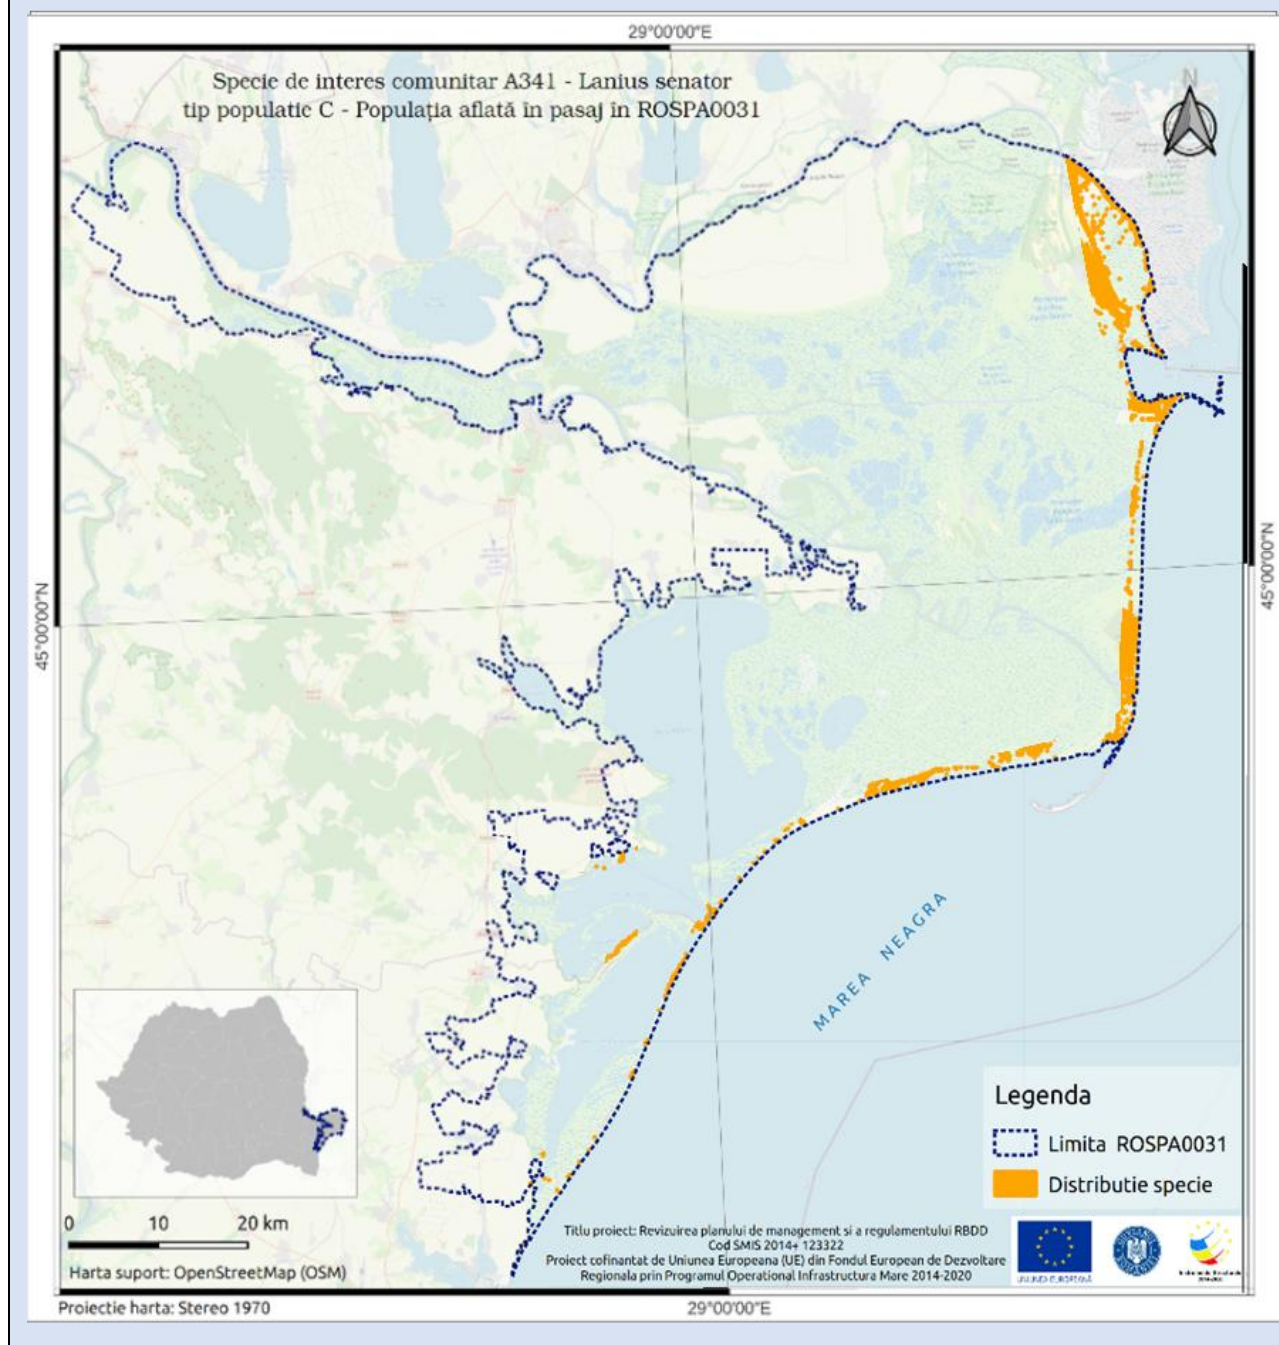 29°00'00"E
Specie de interes comunitar A341 - Lanius senator
tip populatic C - Populația aflată în pasaj în ROSPA0031
N
45°00'00"N
45°00'00"N
MAREA NEAGRA
Legenda
Limita ROSPA0031
Distributie specie
0 10 20 km
Harta suport: OpenStreetMap (OSM)
Titlu proiect: Revizuirea planului de management si a regulamentului RBDD
Cod SMIS 2014+ 123322
Proiect cofinantat de Uniunea Europeana (UE) din Fondul European de Dezvoltare
Regionala prin Programul Operational Infrastructura Mare 2014-2020
UNIUNEA EUROPEANĂ
Proiectie harta: Stereo 1970
29°00'00"E